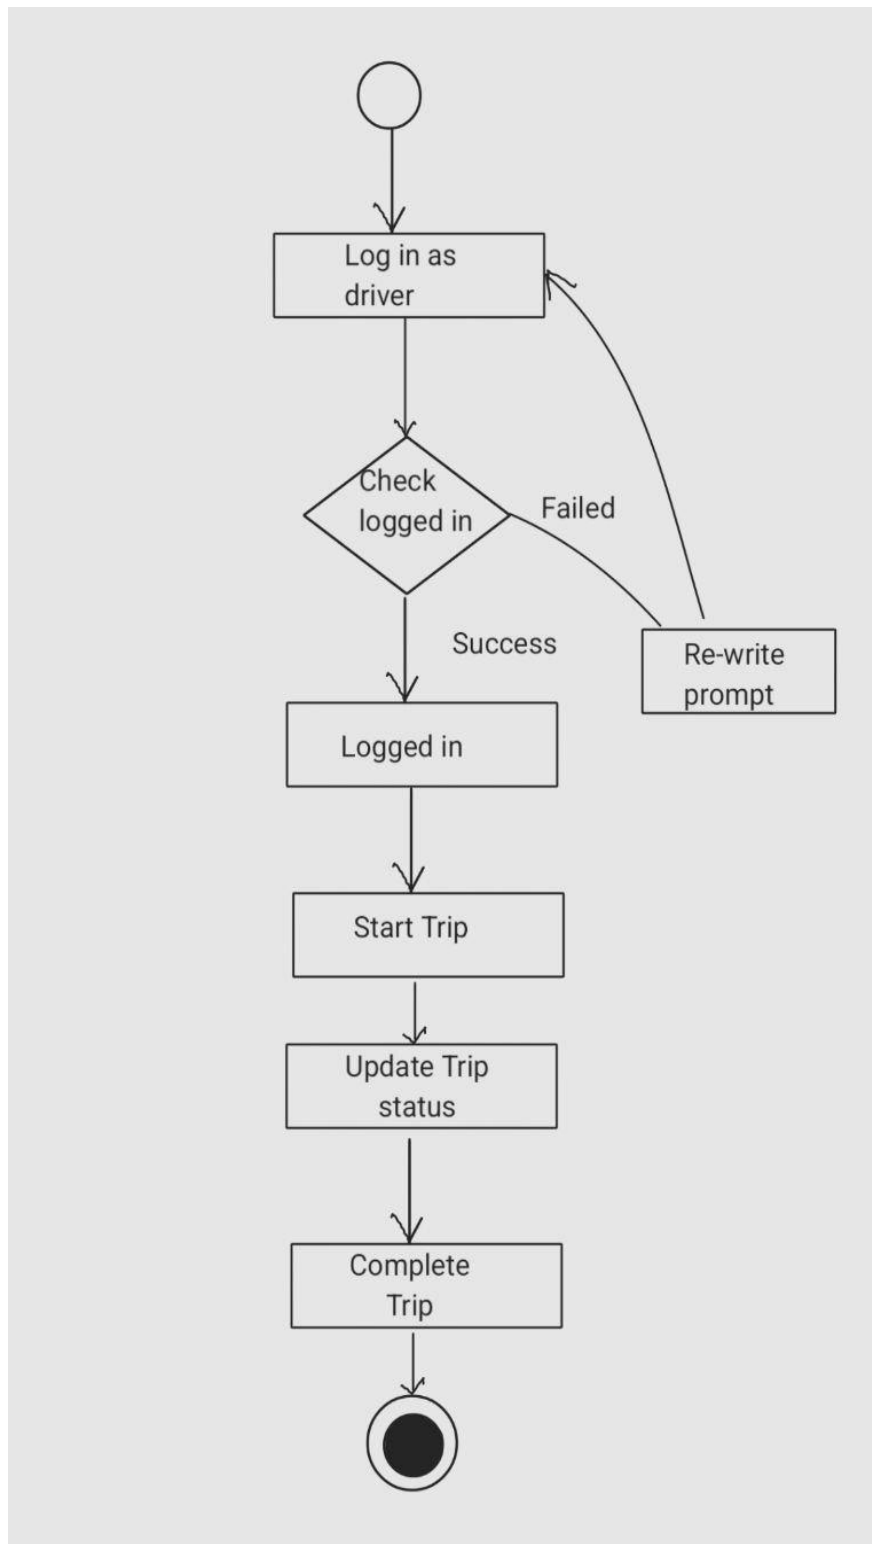 Log in as
driver
Check
logged in
Failed
Success
Re-write
prompt
Logged in
Start Trip
Update Trip
status
Complete
Trip